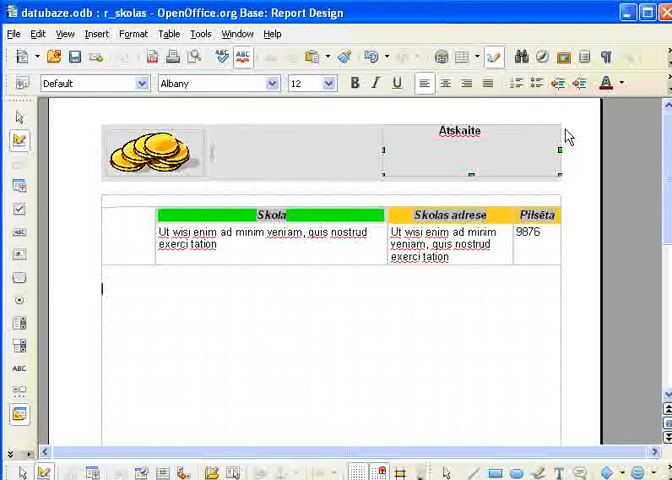 datubaze.odb : r_skolas - OpenOffice.org Base: Report Design
File Edit View Insert Format Table Tools Window Help
Default Albany 12 B I U A
Atskaite
Skola Skolas adrese Pilsēta
Ut wisi enim ad minim veniam, quis nostrud
exerci tation
Ut wisi enim ad minim
veniam, quis nostrud
exerci tation
9876